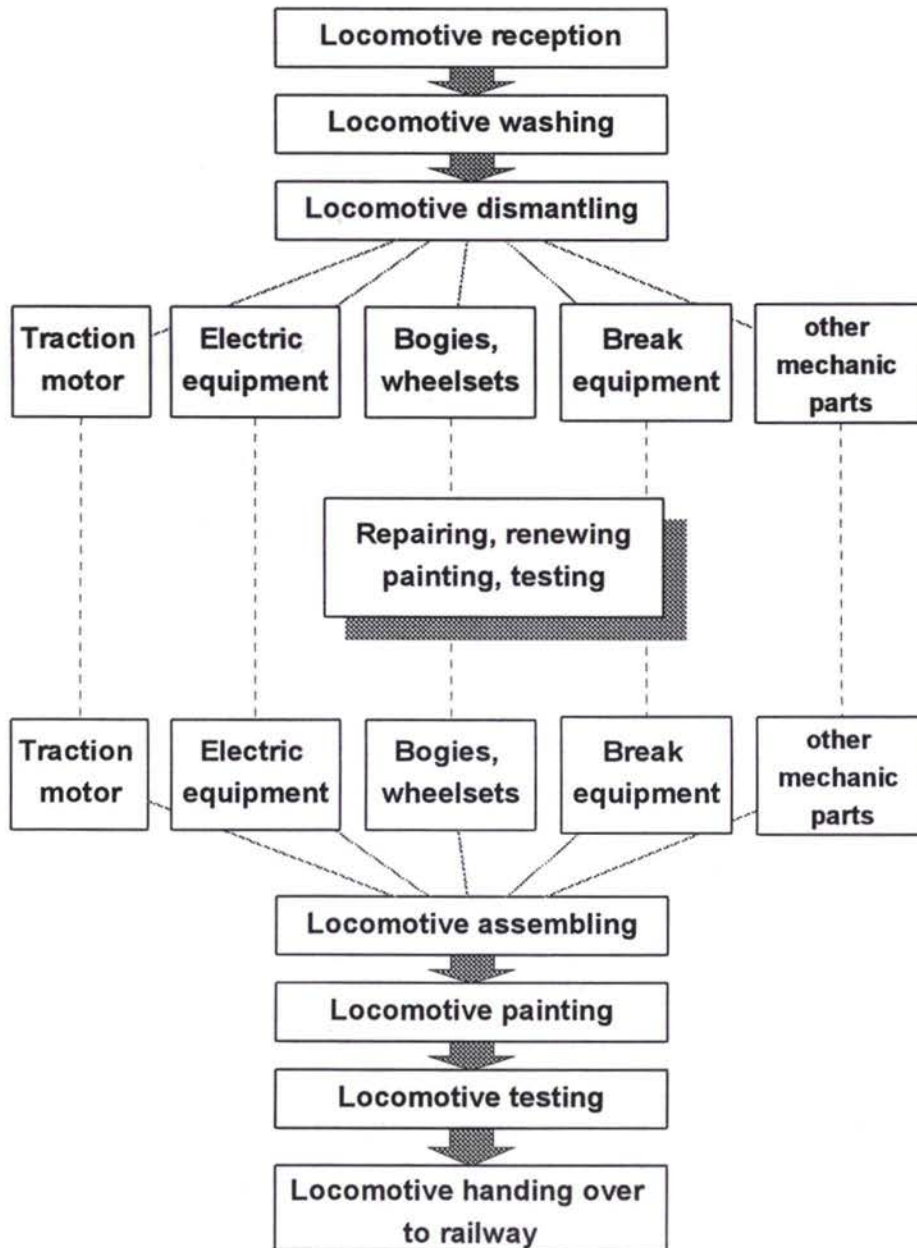 Locomotive reception
Locomotive washing
Locomotive dismantling
Traction
motor
Electric
equipment
Bogies,
wheelsets
Break
equipment
other
mechanic
parts
Repairing, renewing
painting, testing
Traction
motor
Electric
equipment
Bogies,
wheelsets
Break
equipment
other
mechanic
parts
Locomotive assembling
Locomotive painting
Locomotive testing
Locomotive handing over
to railway